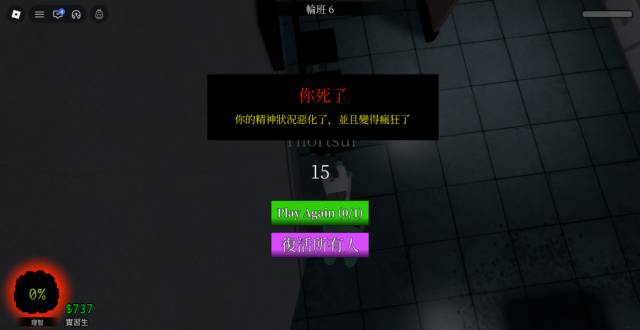 輪班 6
你死了
你的精神狀況惡化了，並且變得瘋狂了
15
Play Again (0/1)
復活所有人
0%
理智
$737
實習生